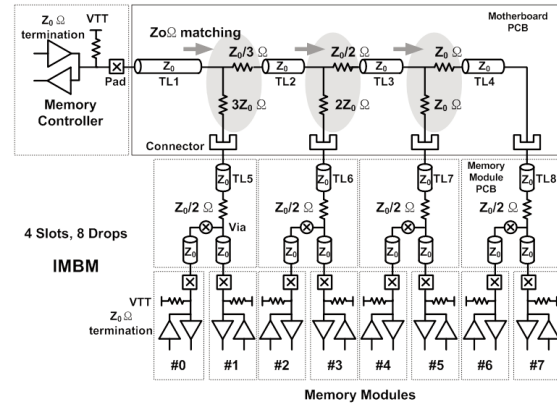 Z₀ Ω
termination
VTT
Pad
Memory
Controller
Motherboard
PCB
ZoΩ matching
Z₀
TL1
Z₀/3 Ω
3Z₀ Ω
Z₀
TL2
Z₀/2 Ω
2Z₀ Ω
Z₀
TL3
Z₀ Ω
Z₀ Ω
Z₀
TL4
Connector
Z₀ TL5
Z₀ TL6
Z₀ TL7
Memory
Module
PCB
Z₀ TL8
Z₀/2 Ω
Z₀/2 Ω
Z₀/2 Ω
Z₀/2 Ω
Via
Z₀ Z₀ Z₀ Z₀ Z₀ Z₀ Z₀ Z₀
4 Slots, 8 Drops
IMBM
VTT
Z₀ Ω
termination
#0 #1 #2 #3 #4 #5 #6 #7
Memory Modules